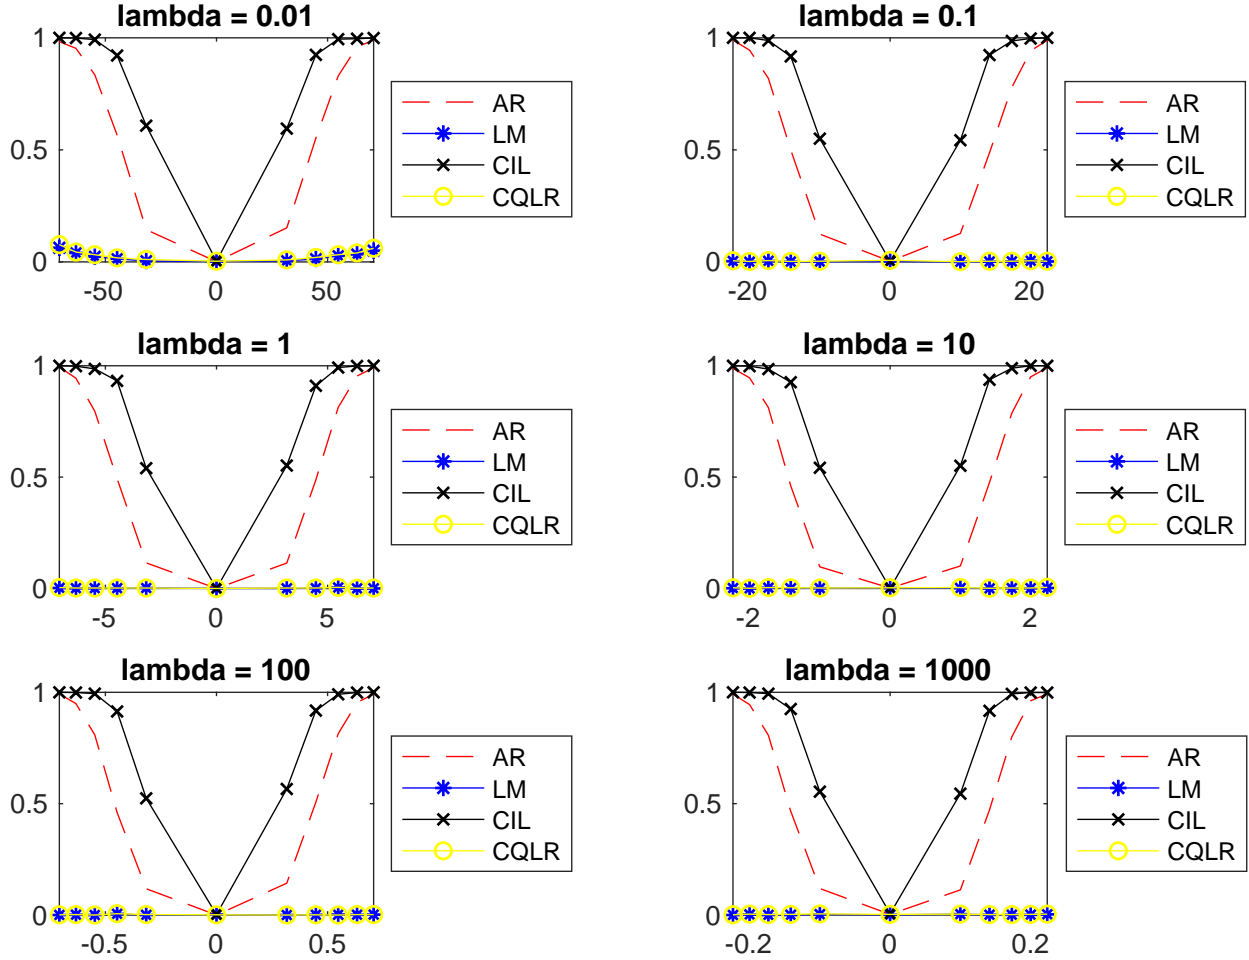 lambda = 0.01
1
0.5
0
-50
0
50
AR
LM
CIL
CQLR
lambda = 0.1
1
0.5
0
-20
0
20
AR
LM
CIL
CQLR
lambda = 1
1
0.5
0
-5
0
5
AR
LM
CIL
CQLR
lambda = 10
1
0.5
0
-2
0
2
AR
LM
CIL
CQLR
lambda = 100
1
0.5
0
-0.5
0
0.5
AR
LM
CIL
CQLR
lambda = 1000
1
0.5
0
-0.2
0
0.2
AR
LM
CIL
CQLR